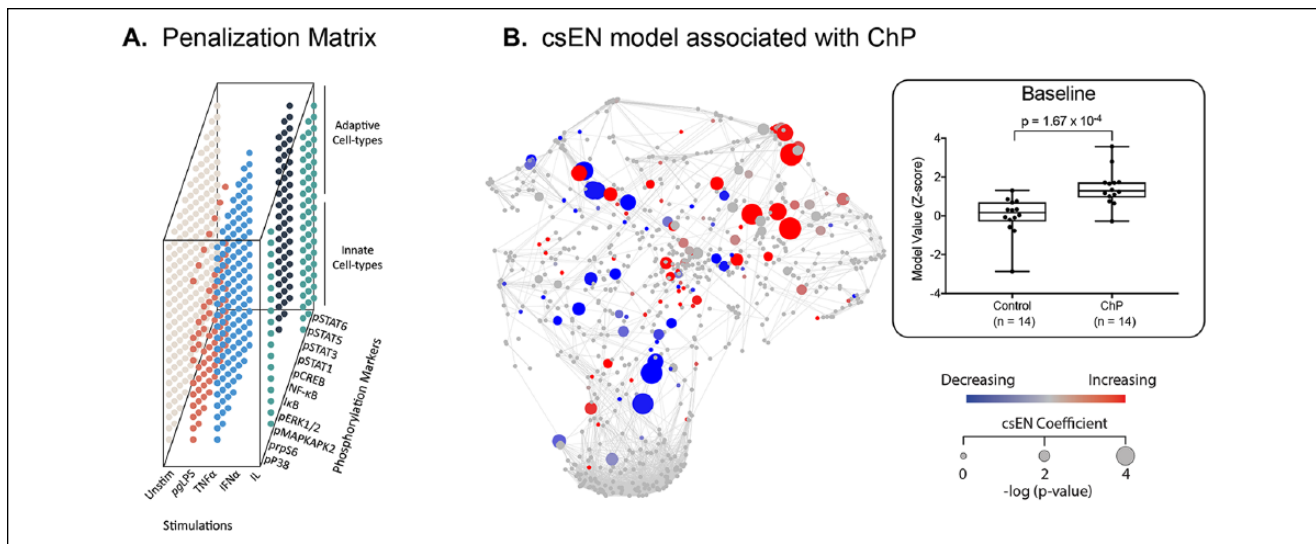 A. Penalization Matrix
Adaptive
Cell-types
Innate
Cell-types
pSTAT6
pSTAT5
pSTAT3
pSTAT1
pCREB
NF-κB
IκB
pERK1/2
pMAPKAPK2
prpS6
pP38
Phosphorylation Markers
Unstim
pgLPS
TNFα
IFNα
IL
Stimulations
B. csEN model associated with ChP
Baseline
p = 1.67 x 10⁻⁴
Model Value (Z-score)
4
2
0
-2
-4
Control
(n = 14)
ChP
(n = 14)
Decreasing
Increasing
csEN Coefficient
0
2
4
-log (p-value)